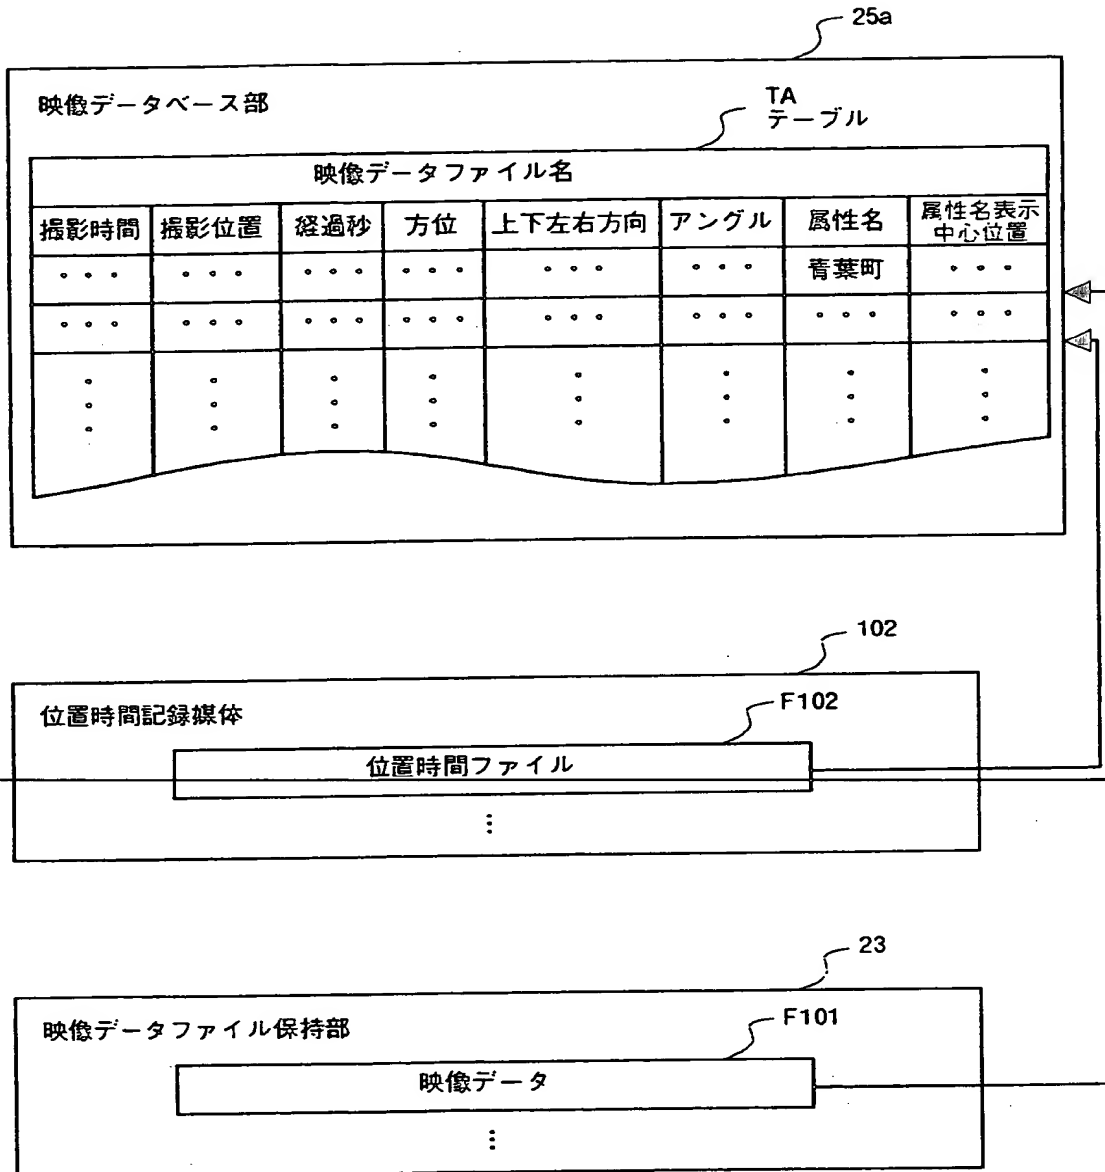 25a
映像データベース部
TA
テーブル
映像データファイル名
撮影時間 撮影位置 経過秒 方位 上下左右方向 アングル 属性名 属性名表示
中心位置
。。。 。。。 。。。 。。。 。。。 。。。 青葉町 。。。
。。。 。。。 。。。 。。。 。。。 。。。 。。。 。。。
102
位置時間記録媒体
F102
位置時間ファイル
23
映像データファイル保持部
F101
映像データ